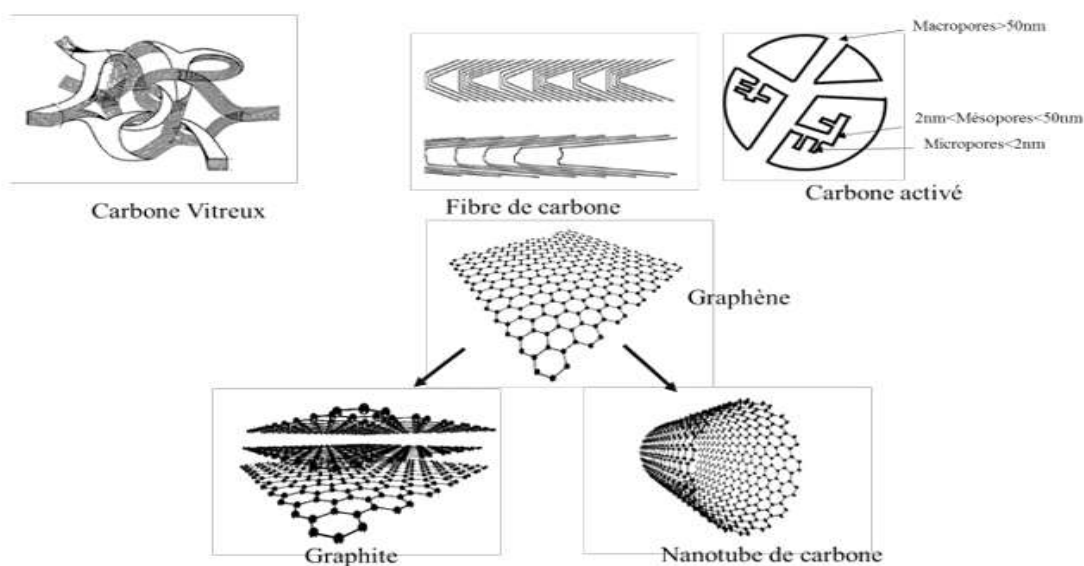 Macropores>50nm
2nm<Mésopores<50nm
Micropores<2nm
Carbone Vitreux
Fibre de carbone
Carbone activé
Graphène
Graphite
Nanotube de carbone